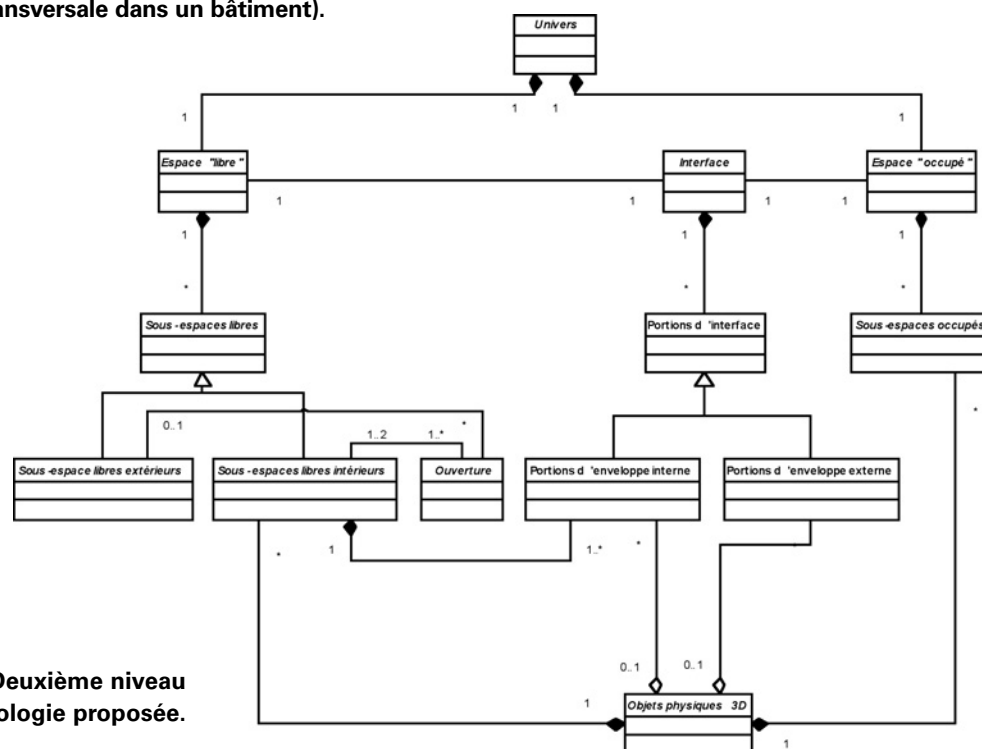 ansversale dans un bâtiment).
Univers
1 1
1 1
Espace "libre"
Interface
Espace "occupé"
1 1 1 1
1 1 1
* * *
Sous-espaces libres
Portions d'interface
Sous-espaces occupés
*
0..1
1..2 1..* *
Sous-espace libres extérieurs
Sous-espaces libres intérieurs
Ouverture
Portions d'enveloppe interne
Portions d'enveloppe externe
* 1 1..* *
0..1 0..1
Deuxième niveau
ologie proposée.
1
Objets physiques 3D
1